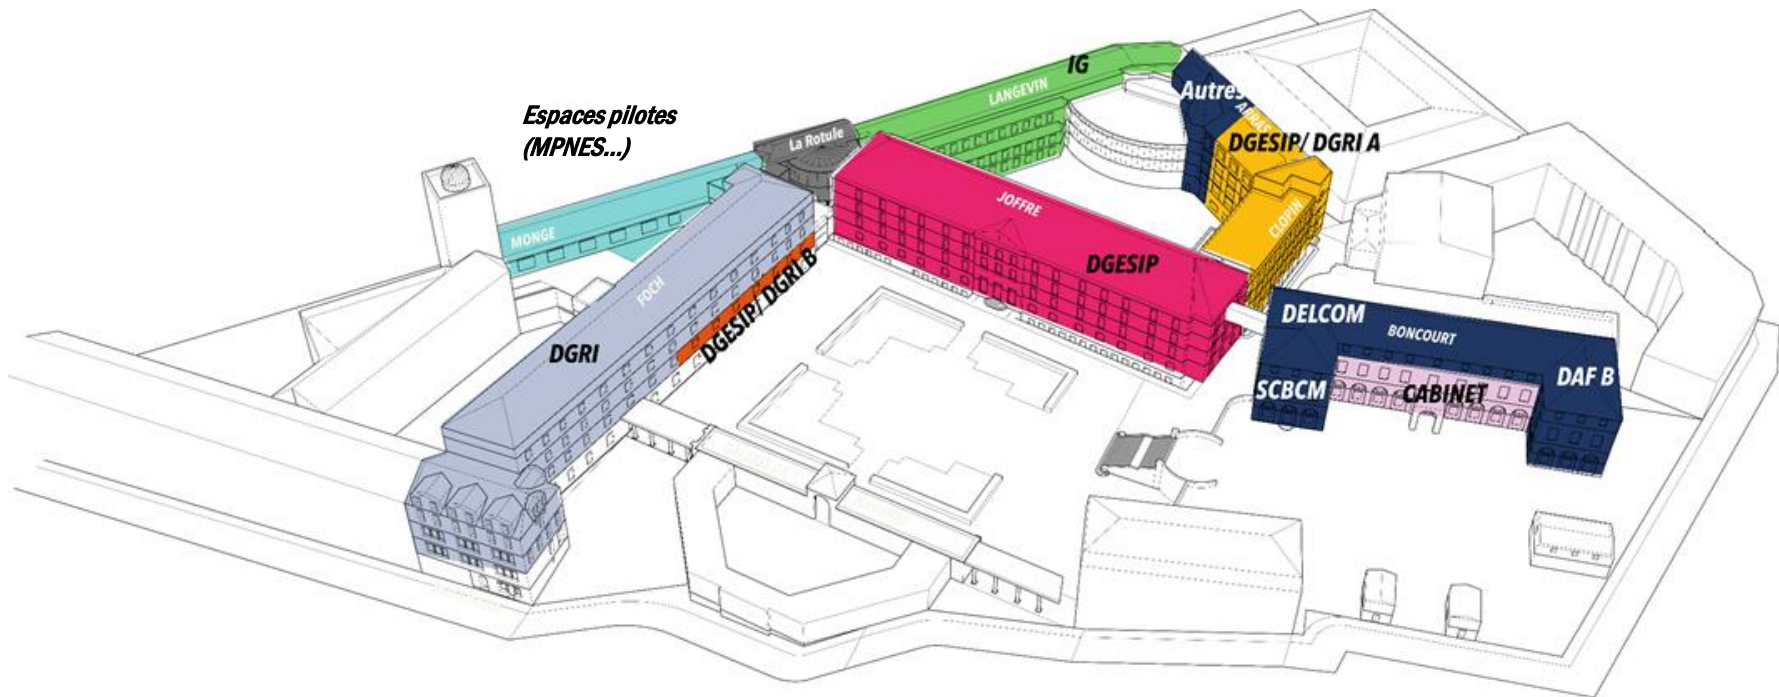 IG
LANGEVIN
Autres
ARRAS
Espaces pilotes
(MPNES...)
La Rotule
DGESIP/ DGRI A
JOFFRE
CLOPIN
MONGE
DGESIP
FOCH
DGESIP/ DGRI B
DELCOM
BONCOURT
DGRI
DAF B
SCBCM
CABINET